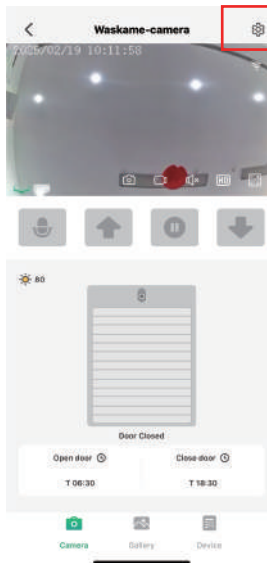 Waskame-camera
2025/02/19 10:11:58
HD
80
Door Closed
Open door
Close door
T 06:30
T 18:30
Camera
Gallery
Device